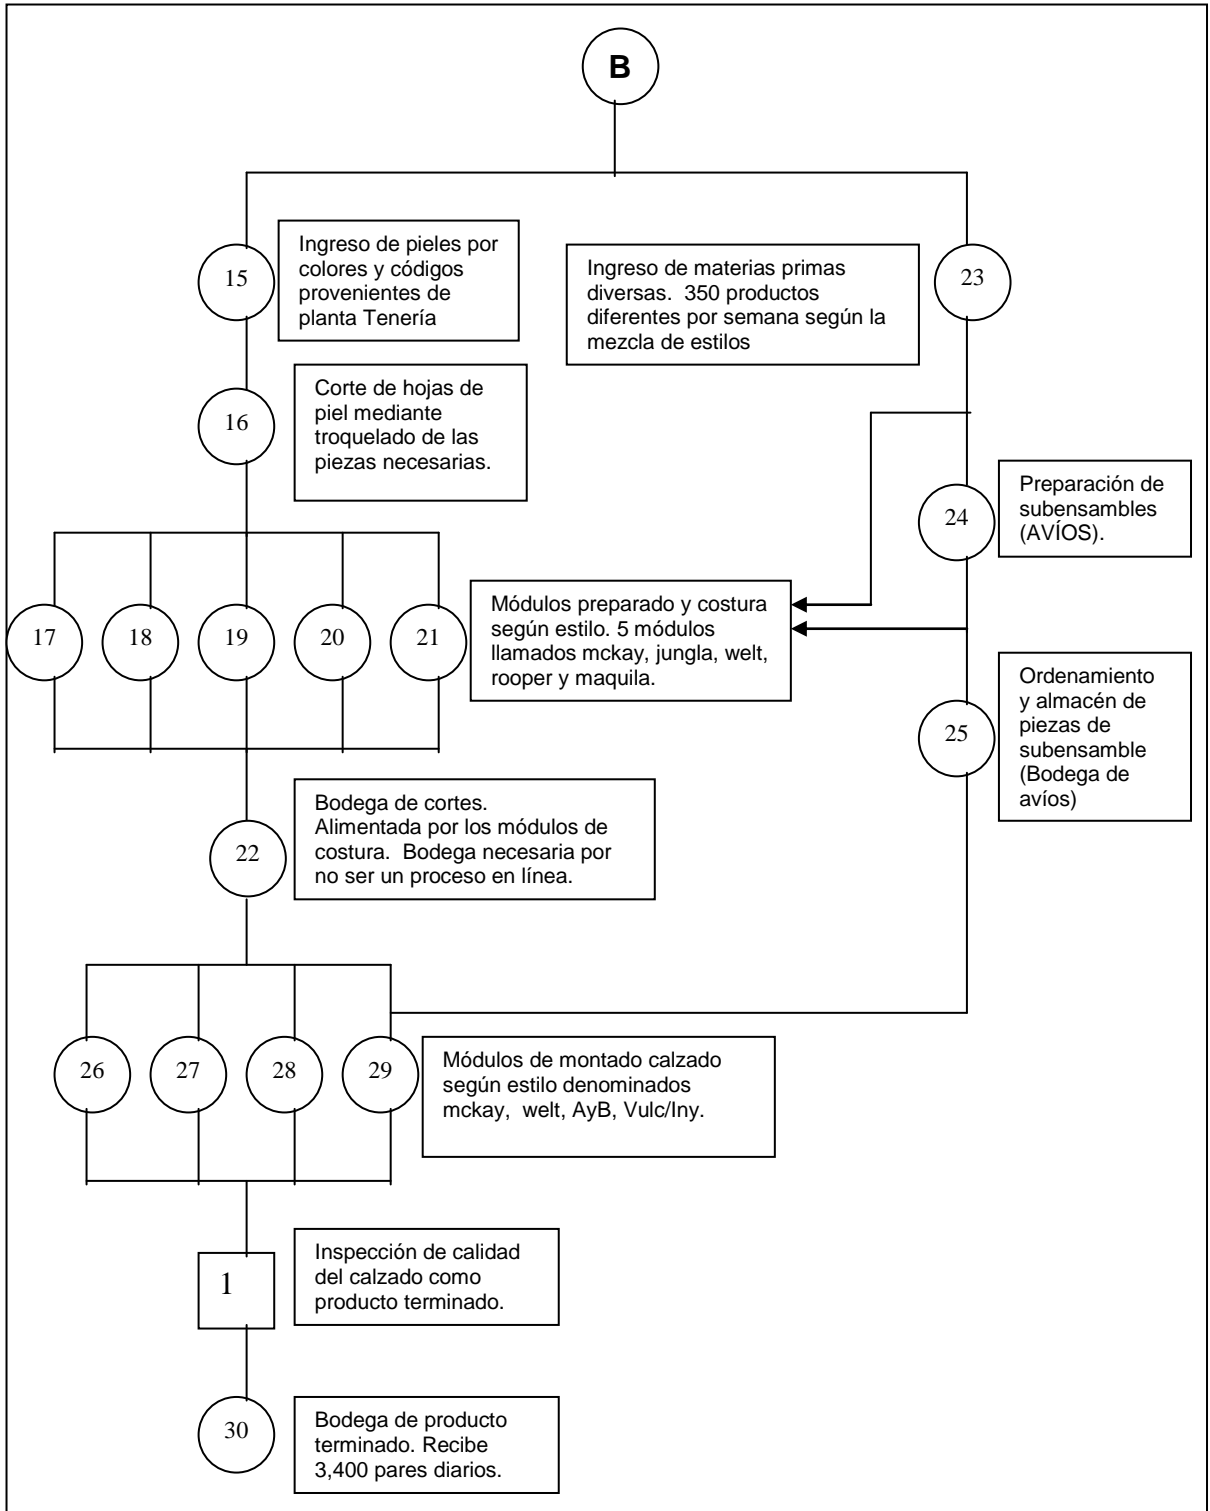 B
15
Ingreso de pieles por
colores y códigos
provenientes de
planta Tenería
Ingreso de materias primas
diversas. 350 productos
diferentes por semana según la
mezcla de estilos
23
16
Corte de hojas de
piel mediante
troquelado de las
piezas necesarias.
24
Preparación de
subensambles
(AVÍOS).
17
18
19
20
21
Módulos preparado y costura
según estilo. 5 módulos
llamados mckay, jungla, welt,
rooper y maquila.
25
Ordenamiento
y almacén de
piezas de
subensamble
(Bodega de
avíos)
22
Bodega de cortes.
Alimentada por los módulos de
costura. Bodega necesaria por
no ser un proceso en línea.
26
27
28
29
Módulos de montado calzado
según estilo denominados
mckay, welt, AyB, Vulc/Iny.
1
Inspección de calidad
del calzado como
producto terminado.
30
Bodega de producto
terminado. Recibe
3,400 pares diarios.